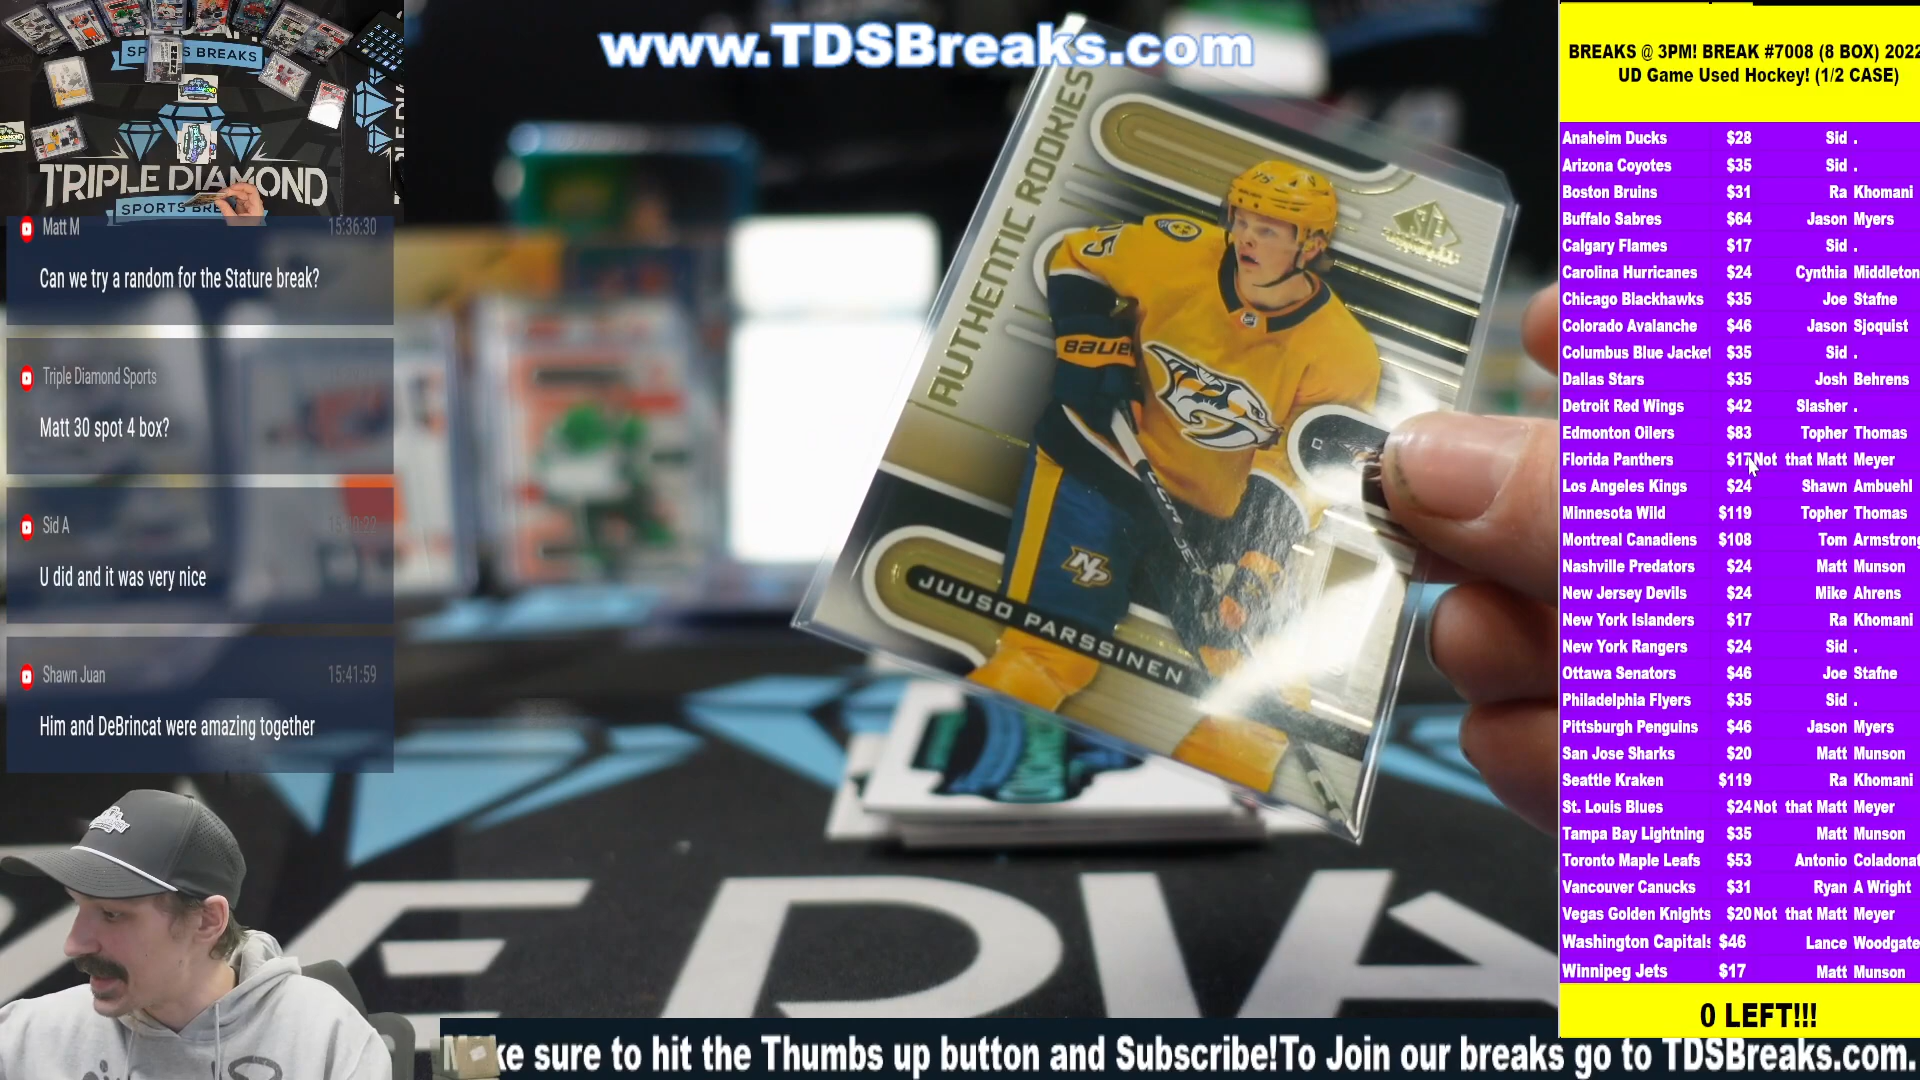 www.TDSBreaks.com
SPORTS BREAKS
TRIPLE DIAMOND
SPORTS BRE
Matt M 15:36:30
Can we try a random for the Stature break?
Triple Diamond Sports
Matt 30 spot 4 box?
Sid A
U did and it was very nice
Shawn Juan 15:41:59
Him and DeBrincat were amazing together
AUTHENTIC ROOKIES
SP
15
BAUER
NP
JUUSO PARSSINEN
BREAKS @ 3PM! BREAK #7008 (8 BOX) 2022
UD Game Used Hockey! (1/2 CASE)
Anaheim Ducks $28 Sid .
Arizona Coyotes $35 Sid .
Boston Bruins $31 Ra Khomani
Buffalo Sabres $64 Jason Myers
Calgary Flames $17 Sid .
Carolina Hurricanes $24 Cynthia Middleton
Chicago Blackhawks $35 Joe Stafne
Colorado Avalanche $46 Jason Sjoquist
Columbus Blue Jacket $35 Sid .
Dallas Stars $35 Josh Behrens
Detroit Red Wings $42 Slasher .
Edmonton Oilers $83 Topher Thomas
Florida Panthers $17 Not that Matt Meyer
Los Angeles Kings $24 Shawn Ambuehl
Minnesota Wild $119 Topher Thomas
Montreal Canadiens $108 Tom Armstrong
Nashville Predators $24 Matt Munson
New Jersey Devils $24 Mike Ahrens
New York Islanders $17 Ra Khomani
New York Rangers $24 Sid .
Ottawa Senators $46 Joe Stafne
Philadelphia Flyers $35 Sid .
Pittsburgh Penguins $46 Jason Myers
San Jose Sharks $20 Matt Munson
Seattle Kraken $119 Ra Khomani
St. Louis Blues $24 Not that Matt Meyer
Tampa Bay Lightning $35 Matt Munson
Toronto Maple Leafs $53 Antonio Coladonat
Vancouver Canucks $31 Ryan A Wright
Vegas Golden Knights $20 Not that Matt Meyer
Washington Capitals $46 Lance Woodgate
Winnipeg Jets $17 Matt Munson
0 LEFT!!!
Make sure to hit the Thumbs up button and Subscribe!To Join our breaks go to TDSBreaks.com.